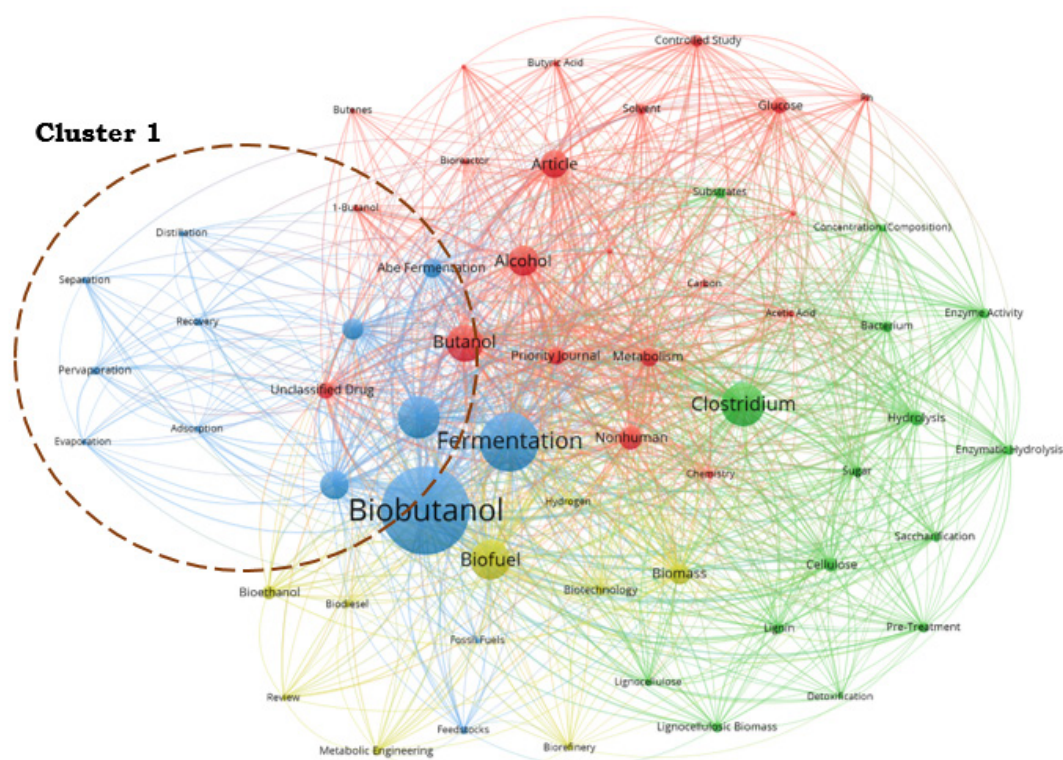 Controlled Study
Butyric Acid
Butenes
Solvent
Glucose
Ph
Cluster 1
Bioreactor
Article
Substrates
1-Butanol
Concentration (Composition)
Distillation
Abe Fermentation
Alcohol
Separation
Carbon
Recovery
Acetic Acid
Enzyme Activity
Bacterium
Butanol
Priority Journal
Metabolism
Pervaporation
Unclassified Drug
Clostridium
Hydrolysis
Adsorption
Evaporation
Fermentation
Nonhuman
Enzymatic Hydrolysis
Chemistry
Sugar
Hydrogen
Biobutanol
Saccharification
Biofuel
Biomass
Cellulose
Bioethanol
Biodiesel
Biotechnology
Fossil Fuels
Lignin
Pre-Treatment
Lignocellulose
Review
Detoxification
Feedstocks
Lignocellulosic Biomass
Metabolic Engineering
Biorefinery